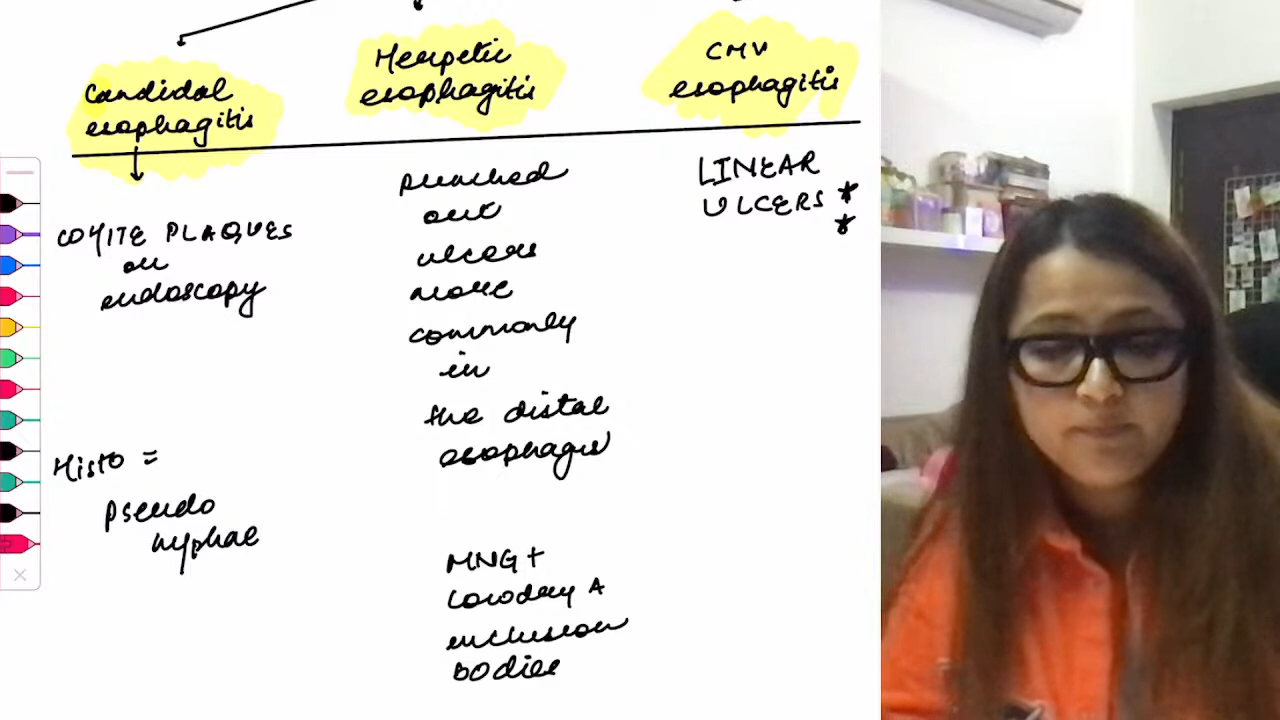 Candidal
esophagitis
WHITE PLAQUES
on
endoscopy
Histo =
pseudo
hyphae
Herpetic
esophagitis
punched
out
ulcers
more
commonly
in
the distal
esophagus
MNG +
Cowdry A
inclusion
bodies
CMV
esophagitis
LINEAR
ULCERS *
*